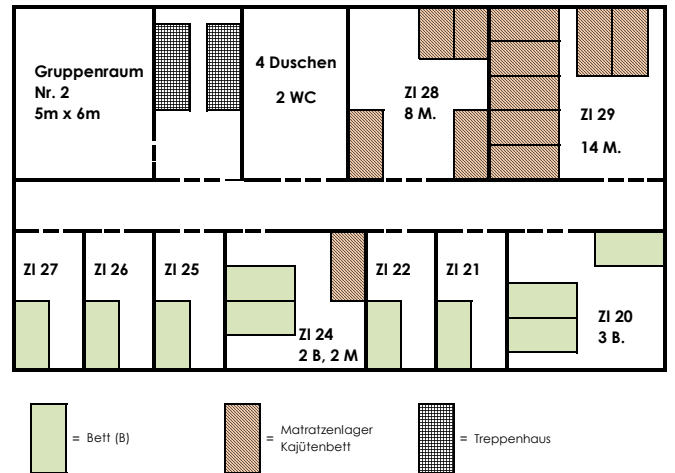 Gruppenraum
Nr. 2
5m x 6m
4 Duschen
2 WC
ZI 28
8 M.
ZI 29
14 M.
ZI 27
ZI 26
ZI 25
ZI 24
2 B, 2 M
ZI 22
ZI 21
ZI 20
3 B.
= Bett (B)
= Matratzenlager
Kajütenbett
= Treppenhaus